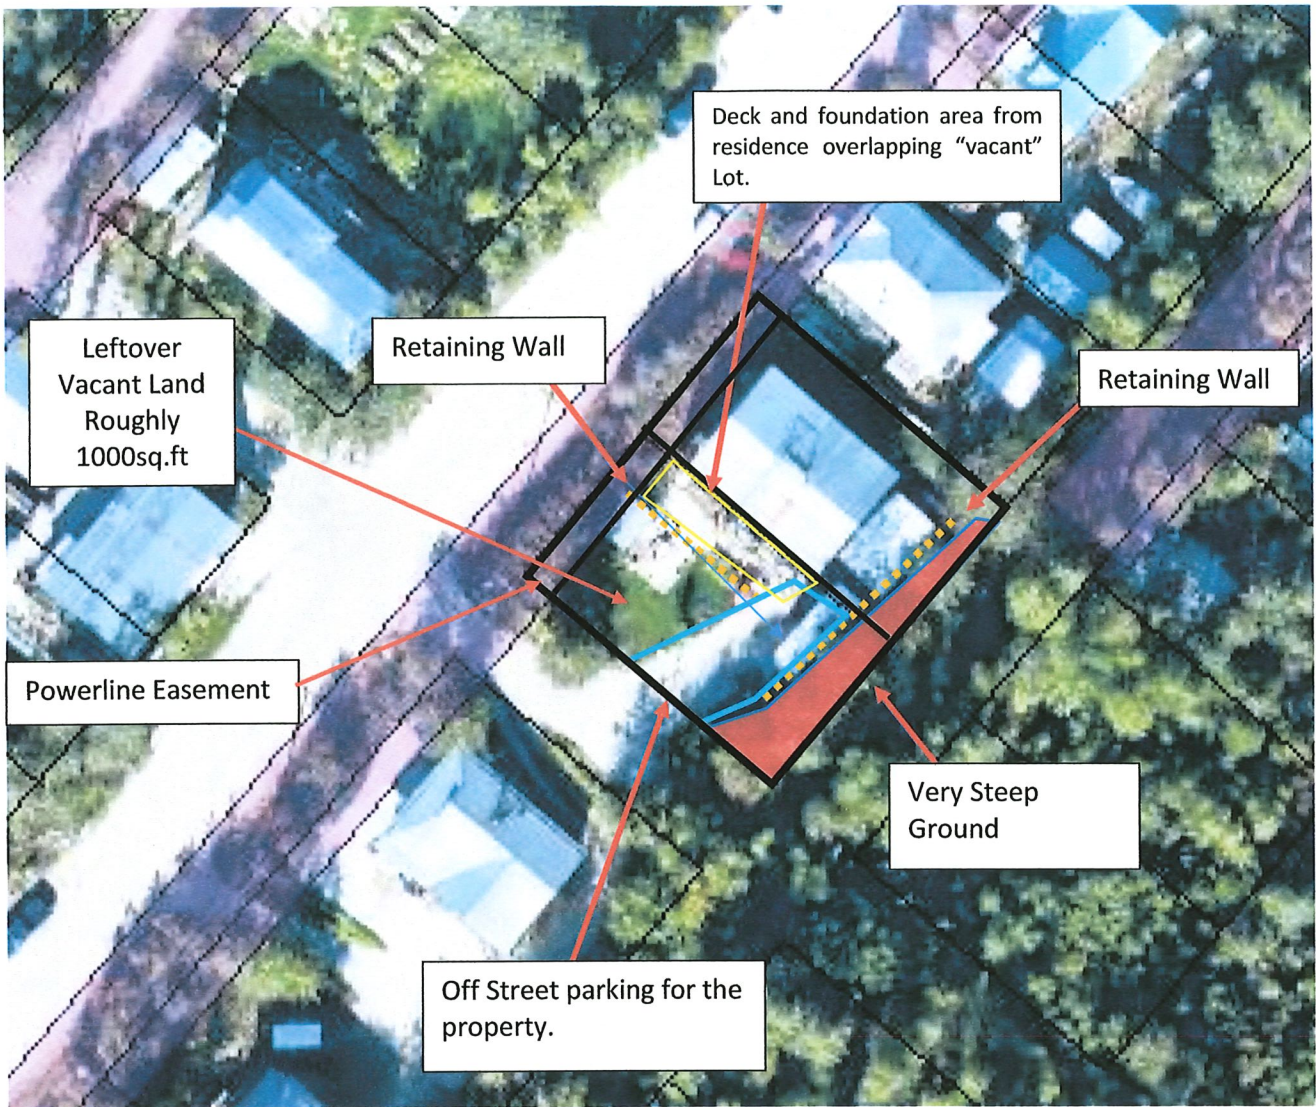 Deck and foundation area from
residence overlapping “vacant”
Lot.
Leftover
Vacant Land
Roughly
1000sq.ft
Retaining Wall
Retaining Wall
Powerline Easement
Very Steep
Ground
Off Street parking for the
property.